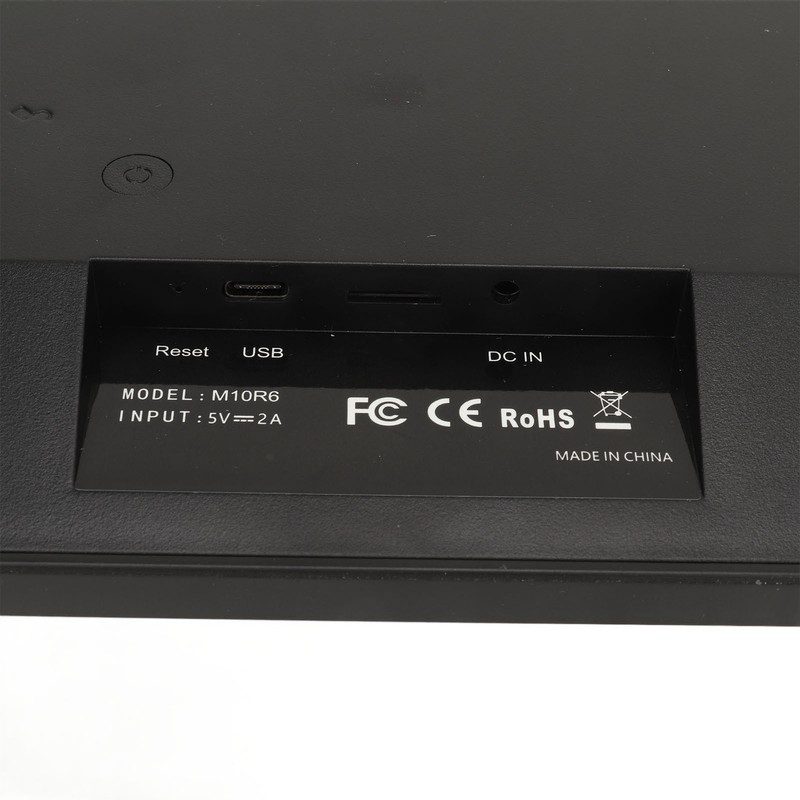 Reset USB DC IN
MODEL: M10R6
INPUT: 5V⎓2A
FC CE RoHS
MADE IN CHINA